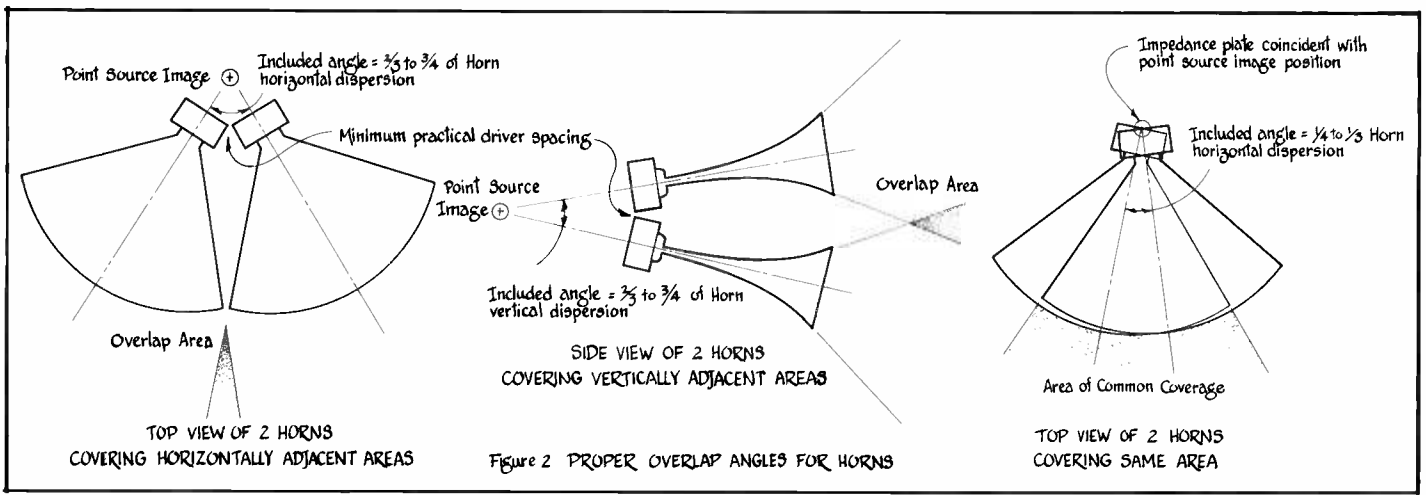 Point Source Image
Included angle = 2/3 to 3/4 of Horn
horizontal dispersion
Minimum practical driver spacing
Overlap Area
TOP VIEW OF 2 HORNS
COVERING HORIZONTALLY ADJACENT AREAS
Point Source
Image
Included angle = 2/3 to 3/4 of Horn
vertical dispersion
Overlap Area
SIDE VIEW OF 2 HORNS
COVERING VERTICALLY ADJACENT AREAS
Figure 2 PROPER OVERLAP ANGLES FOR HORNS
Impedance plate coincident with
point source image position
Included angle = 1/4 to 1/3 Horn
horizontal dispersion
Area of Common Coverage
TOP VIEW OF 2 HORNS
COVERING SAME AREA